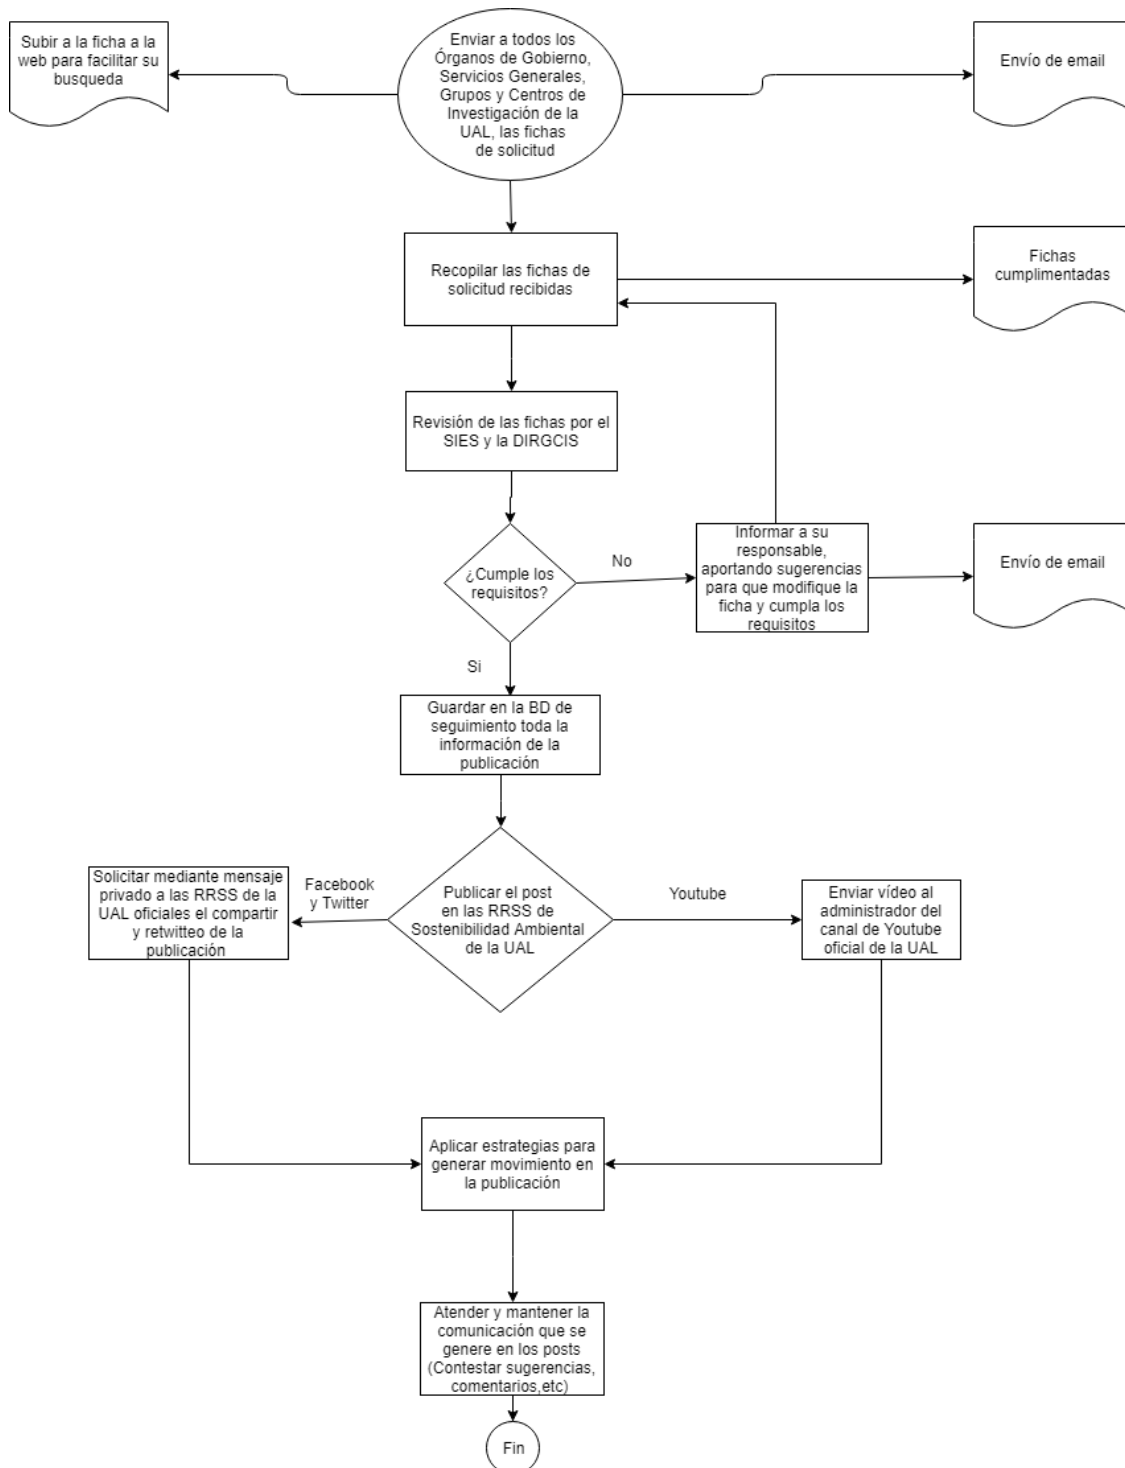 Subir a la ficha a la
web para facilitar su
busqueda
Enviar a todos los
Órganos de Gobierno,
Servicios Generales,
Grupos y Centros de
Investigación de la
UAL, las fichas
de solicitud
Envío de email
Recopilar las fichas de
solicitud recibidas
Fichas
cumplimentadas
Revisión de las fichas por el
SIES y la DIRGCIS
¿Cumple los
requisitos?
No
Informar a su
responsable,
aportando sugerencias
para que modifique la
ficha y cumpla los
requisitos
Envío de email
Si
Guardar en la BD de
seguimiento toda la
información de la
publicación
Solicitar mediante mensaje
privado a las RRSS de la
UAL oficiales el compartir
y retwitteo de la
publicación
Facebook
y Twitter
Publicar el post
en las RRSS de
Sostenibilidad Ambiental
de la UAL
Youtube
Enviar vídeo al
administrador del
canal de Youtube
oficial de la UAL
Aplicar estrategias para
generar movimiento en
la publicación
Atender y mantener la
comunicación que se
genere en los posts
(Contestar sugerencias,
comentarios,etc)
Fin